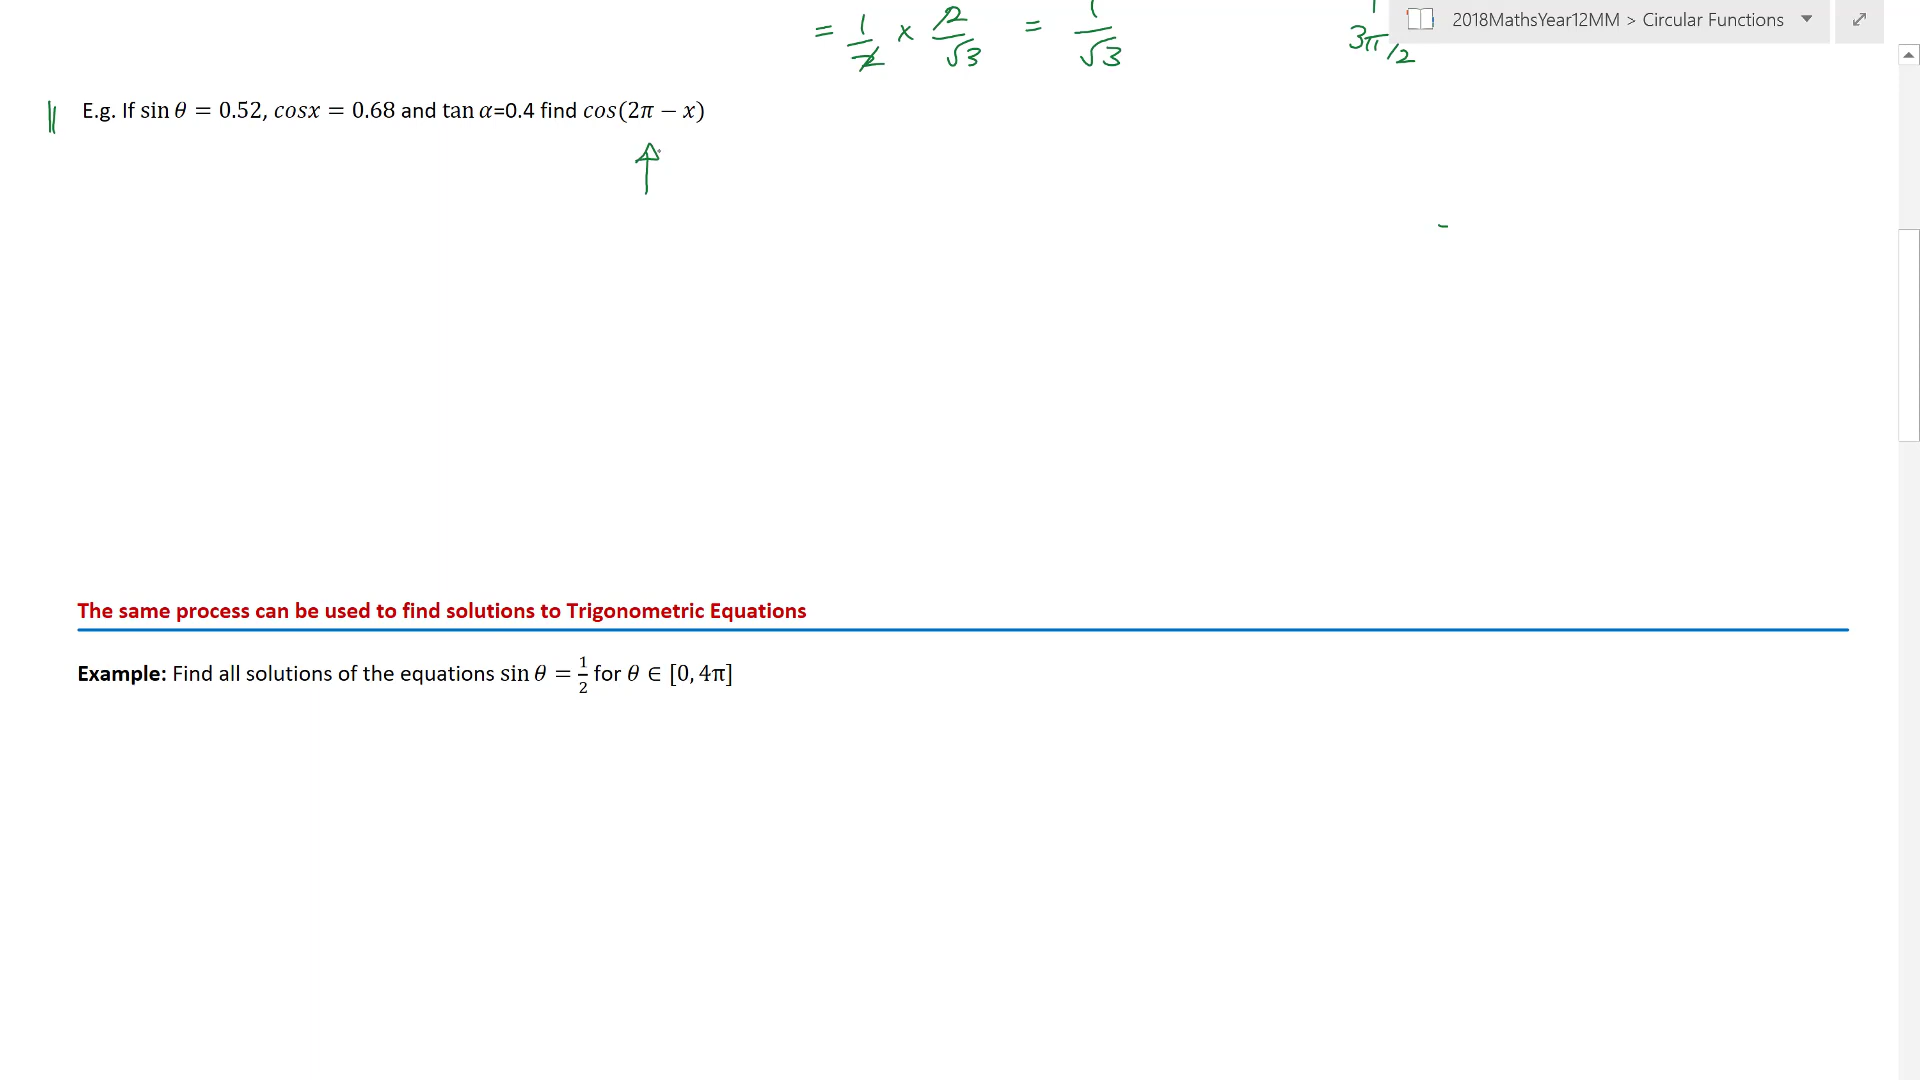 = 1/2 x 2/√3 = 1/√3
3π/2
2018MathsYear12MM > Circular Functions
E.g. If sin θ = 0.52, cosx = 0.68 and tan α=0.4 find cos(2π − x)
The same process can be used to find solutions to Trigonometric Equations
Example: Find all solutions of the equations sin θ = 1/2 for θ ∈ [0, 4π]